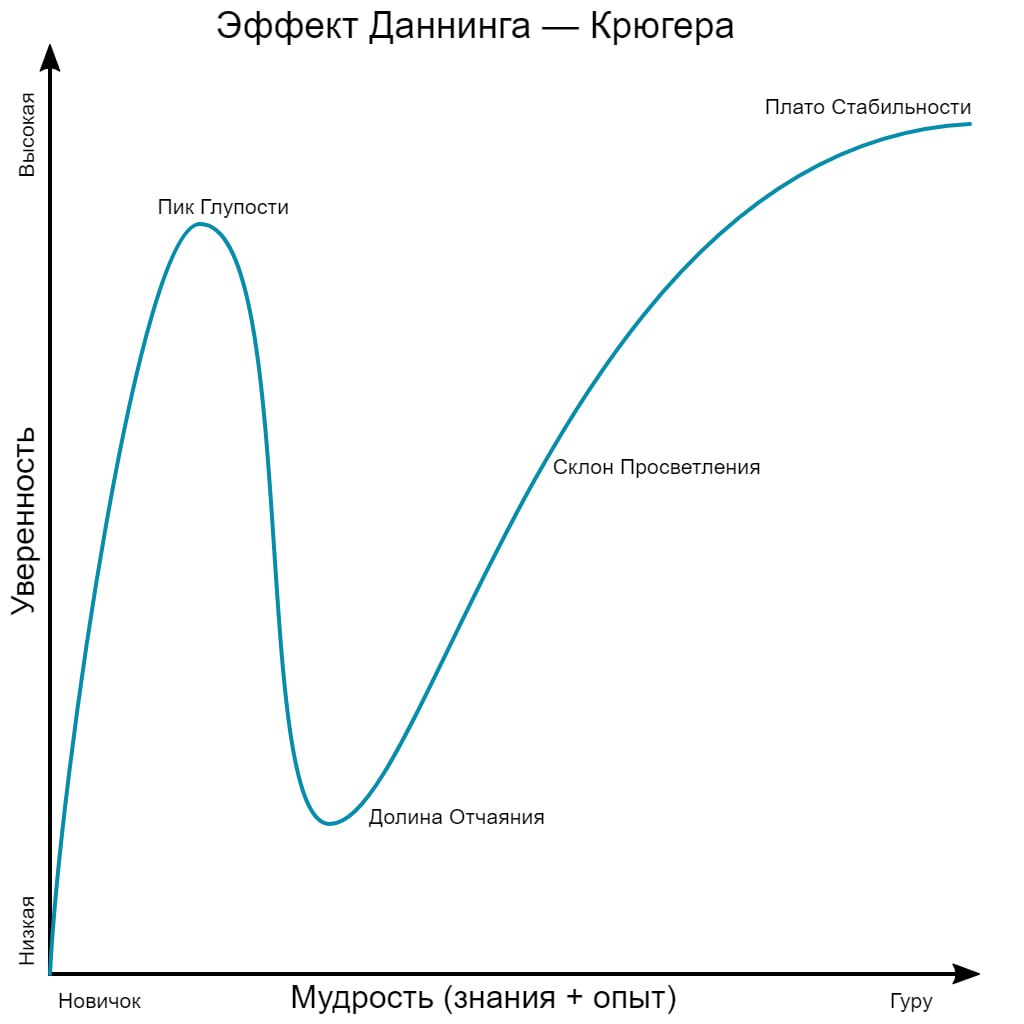 Эффект Даннинга — Крюгера
Высокая
Плато Стабильности
Пик Глупости
Уверенность
Склон Просветления
Долина Отчаяния
Низкая
Новичок
Мудрость (знания + опыт)
Гуру